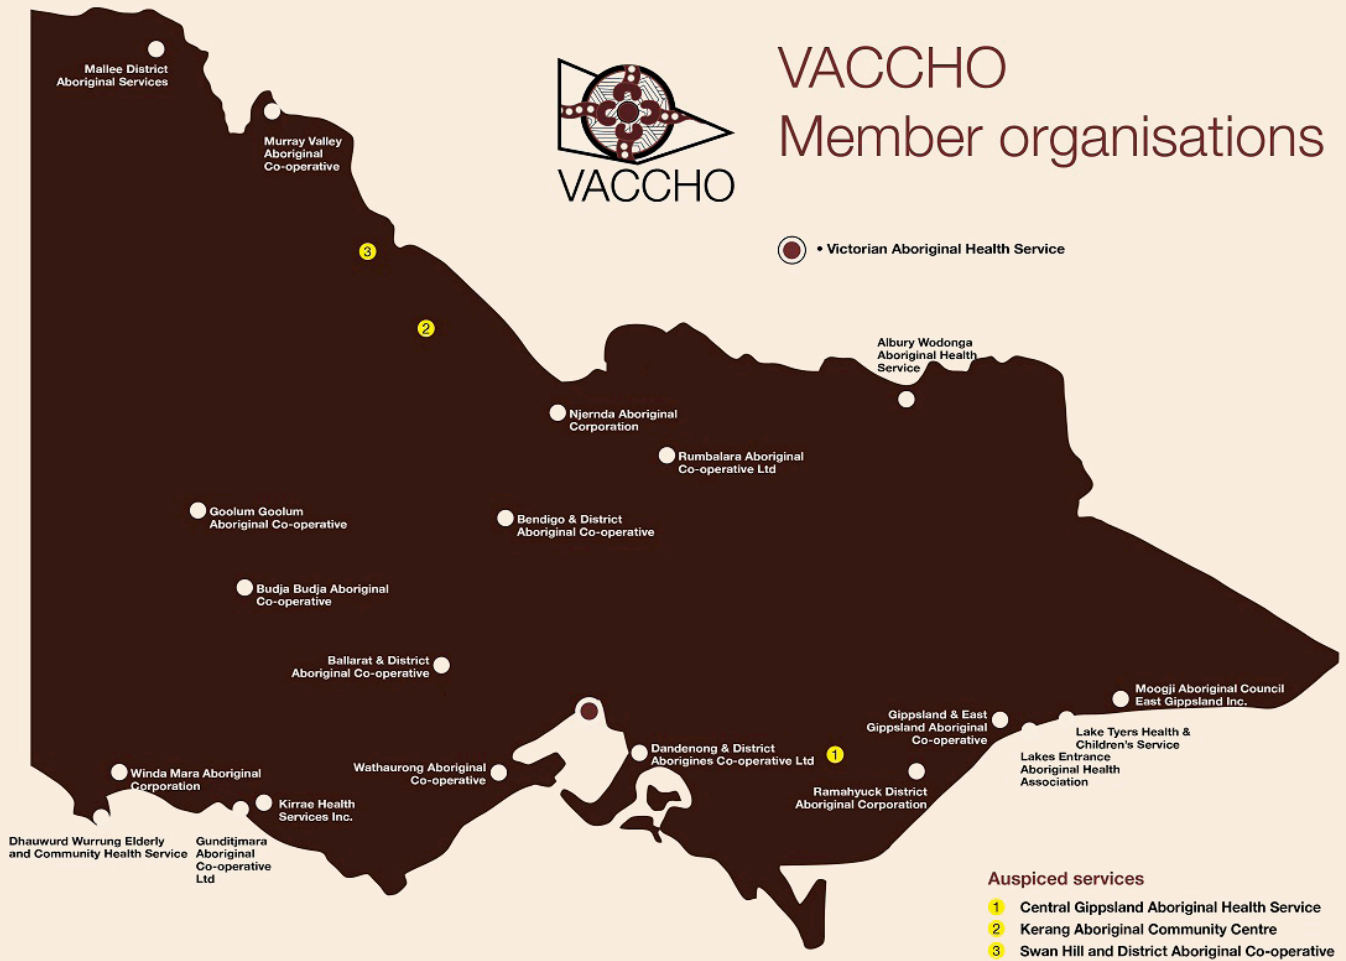 VACCHO
Member organisations
VACCHO
• Victorian Aboriginal Health Service
Mallee District
Aboriginal Services
Murray Valley
Aboriginal
Co-operative
3
2
Albury Wodonga
Aboriginal Health
Service
Njernda Aboriginal
Corporation
Rumbalara Aboriginal
Co-operative Ltd
Goolum Goolum
Aboriginal Co-operative
Bendigo & District
Aboriginal Co-operative
Budja Budja Aboriginal
Co-operative
Ballarat & District
Aboriginal Co-operative
Moogji Aboriginal Council
East Gippsland Inc.
Gippsland & East
Gippsland Aboriginal
Co-operative
Lake Tyers Health &
Children's Service
Lakes Entrance
Aboriginal Health
Association
Dandenong & District
Aborigines Co-operative Ltd
1
Wathaurong Aboriginal
Co-operative
Winda Mara Aboriginal
Corporation
Ramahyuck District
Aboriginal Corporation
Kirrae Health
Services Inc.
Dhauwurd Wurrung Elderly
and Community Health Service
Gunditjmara
Aboriginal
Co-operative
Ltd
Auspiced services
1 Central Gippsland Aboriginal Health Service
2 Kerang Aboriginal Community Centre
3 Swan Hill and District Aboriginal Co-operative